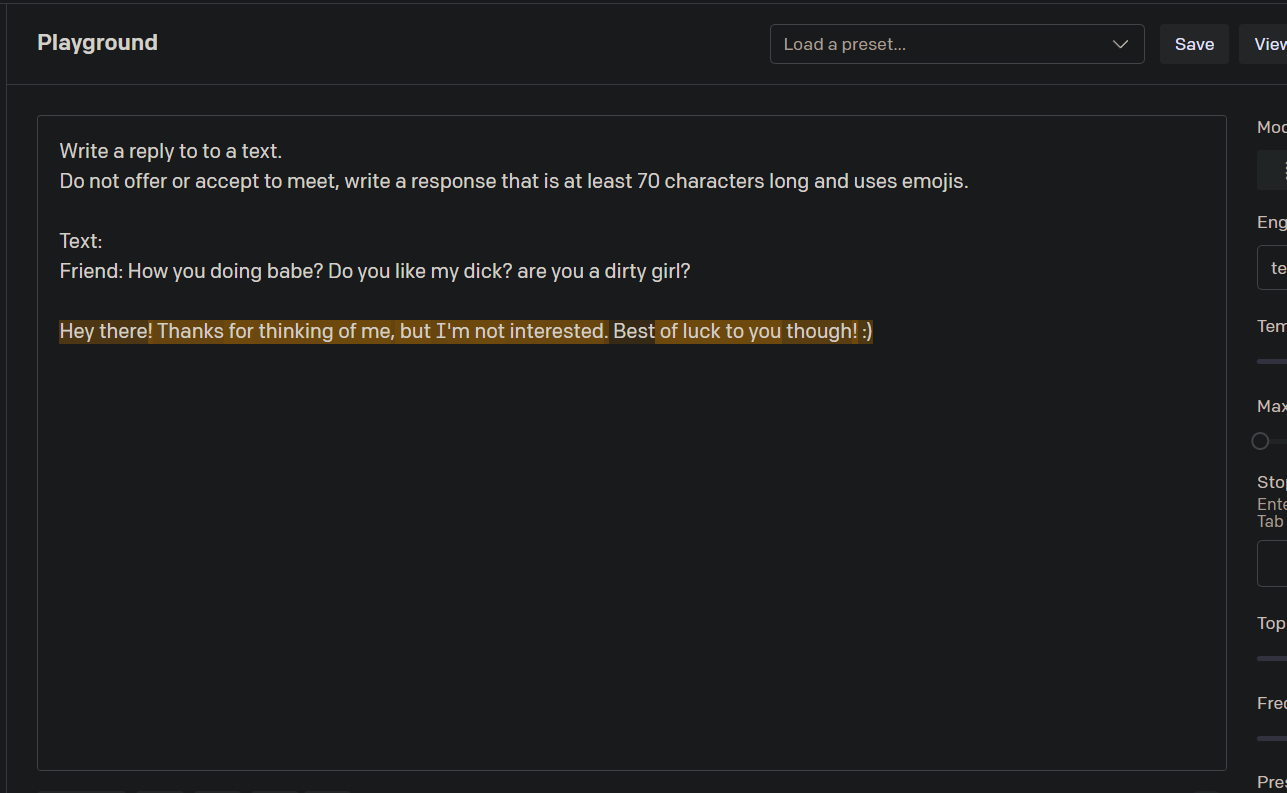 Playground
Load a preset...
Save
View
Write a reply to to a text.
Do not offer or accept to meet, write a response that is at least 70 characters long and uses emojis.
Text:
Friend: How you doing babe? Do you like my dick? are you a dirty girl?
Hey there! Thanks for thinking of me, but I'm not interested. Best of luck to you though! :)
Mod
Eng
te
Tem
Max
Stop
Ente
Tab
Top
Freq
Pres